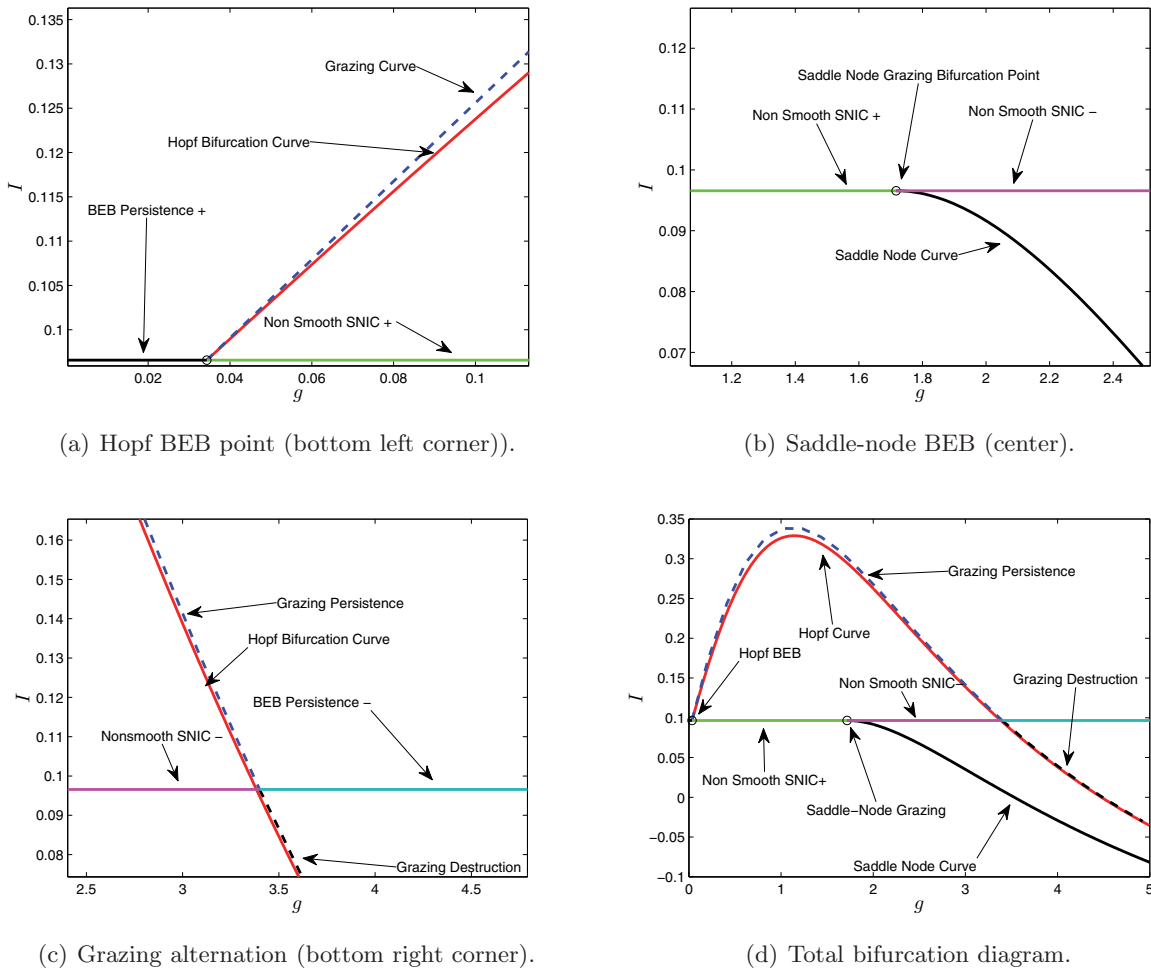 0.135
0.13
0.125
0.12
0.115
0.11
0.105
0.1
I
Grazing Curve
Hopf Bifurcation Curve
BEB Persistence +
Non Smooth SNIC +
0.02
0.04
0.06
0.08
0.1
g
(a) Hopf BEB point (bottom left corner)).
0.12
0.11
0.1
0.09
0.08
0.07
I
Saddle Node Grazing Bifurcation Point
Non Smooth SNIC +
Non Smooth SNIC −
Saddle Node Curve
1.2
1.4
1.6
1.8
2
2.2
2.4
g
(b) Saddle-node BEB (center).
0.16
0.15
0.14
0.13
0.12
0.11
0.1
0.09
0.08
I
Grazing Persistence
Hopf Bifurcation Curve
BEB Persistence −
Nonsmooth SNIC −
Grazing Destruction
2.5
3
3.5
4
4.5
g
(c) Grazing alternation (bottom right corner).
0.35
0.3
0.25
0.2
0.15
0.1
0.05
0
−0.05
−0.1
I
Grazing Persistence
Hopf Curve
Hopf BEB
Non Smooth SNIC−
Grazing Destruction
Non Smooth SNIC+
Saddle−Node Grazing
Saddle Node Curve
0
1
2
3
4
5
g
(d) Total bifurcation diagram.